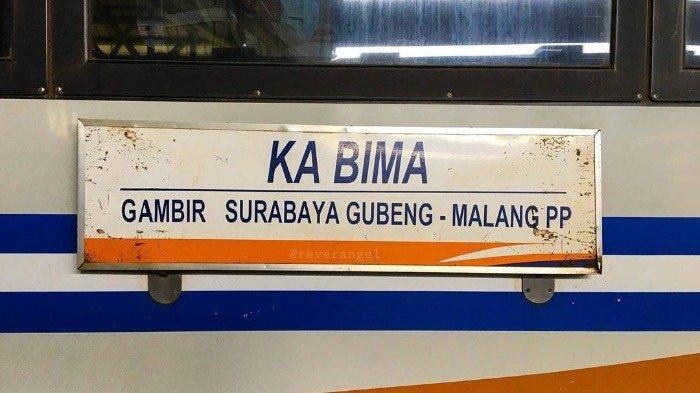 KA BIMA
GAMBIR SURABAYA GUBENG - MALANG PP
@reverangel